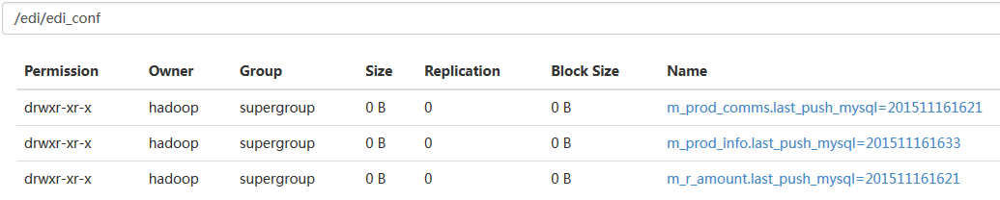 /edi/edi_conf
Permission Owner Group Size Replication Block Size Name
drwxr-xr-x hadoop supergroup 0 B 0 0 B m_prod_comms.last_push_mysql=201511161621
drwxr-xr-x hadoop supergroup 0 B 0 0 B m_prod_info.last_push_mysql=201511161633
drwxr-xr-x hadoop supergroup 0 B 0 0 B m_r_amount.last_push_mysql=201511161621